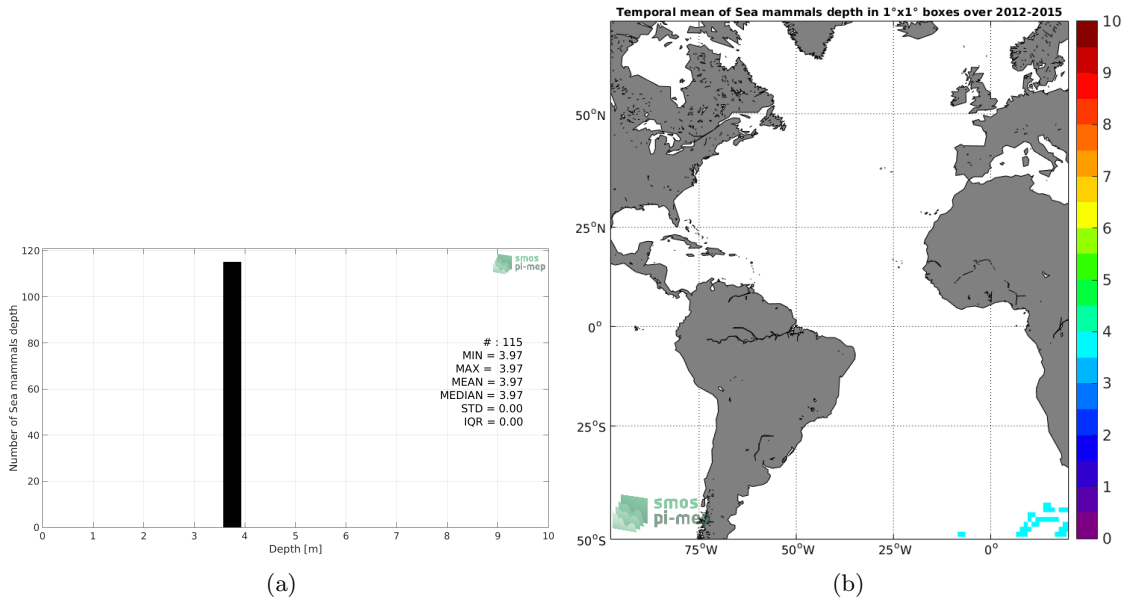 120
100
80
60
40
20
0
Number of Sea mammals depth
smos
pi-mep
# : 115
MIN = 3.97
MAX = 3.97
MEAN = 3.97
MEDIAN = 3.97
STD = 0.00
IQR = 0.00
0 1 2 3 4 5 6 7 8 9 10
Depth [m]
(a)
Temporal mean of Sea mammals depth in 1°x1° boxes over 2012-2015
50°N
25°N
0°
25°S
50°S
75°W 50°W 25°W 0°
smos
pi-mep
10
9
8
7
6
5
4
3
2
1
0
(b)